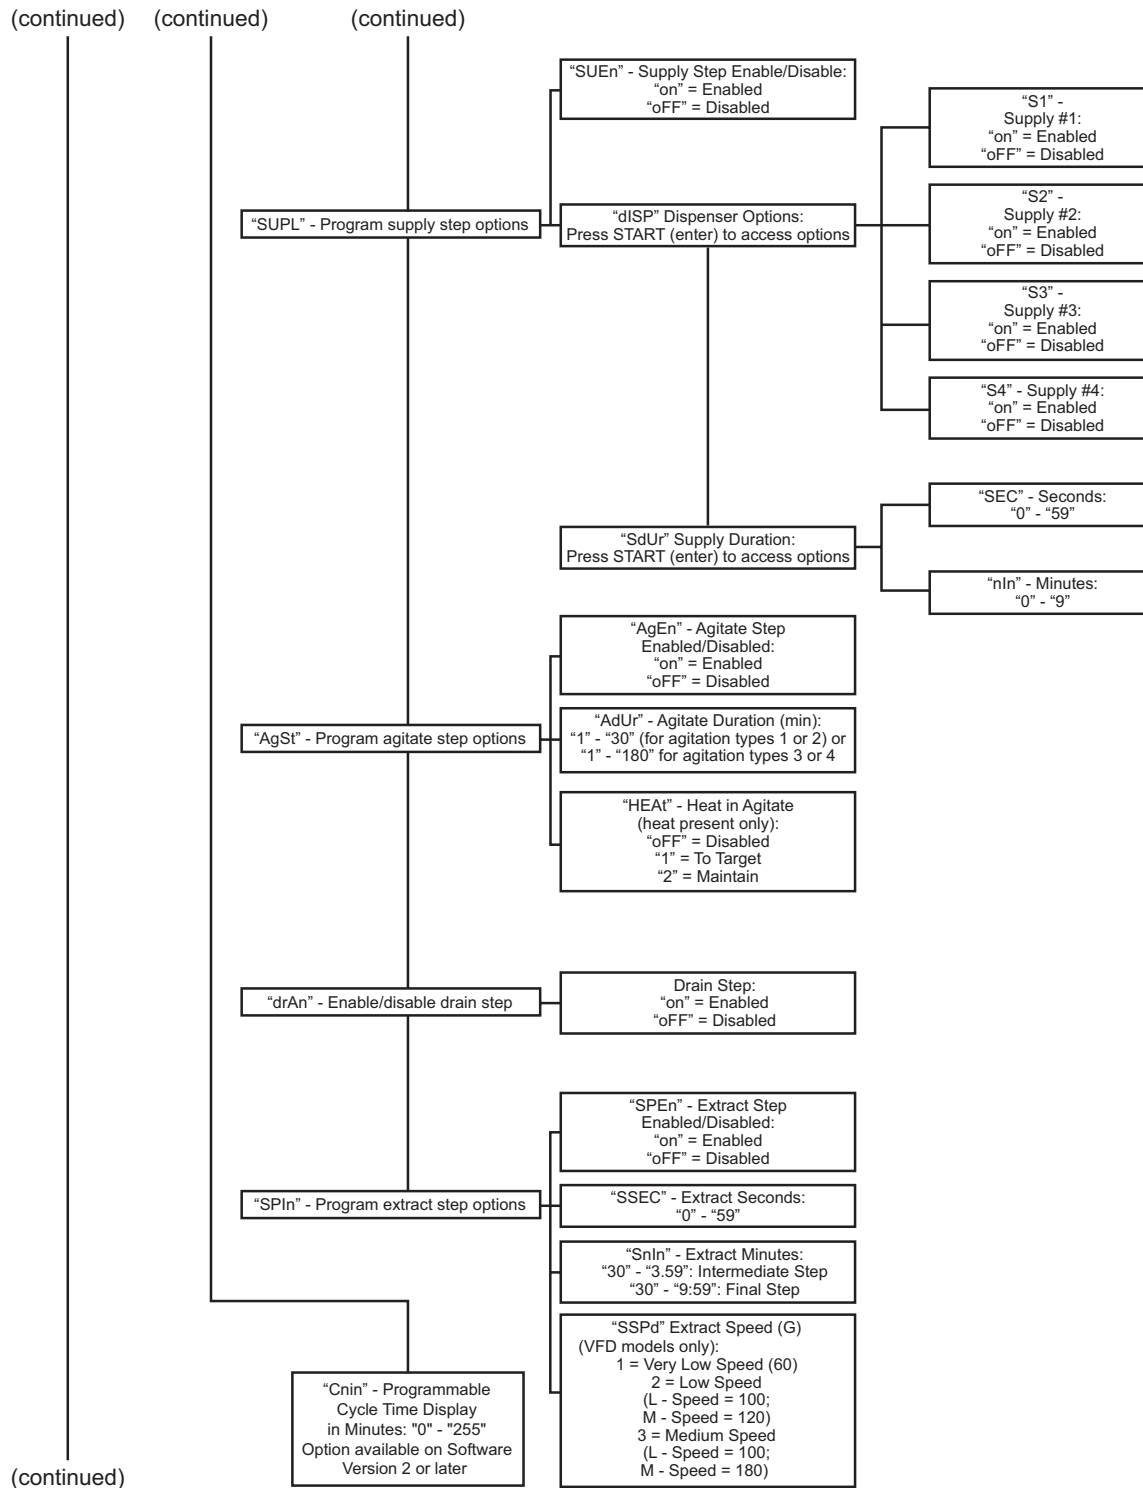 (continued)
(continued)
(continued)
“SUEn” - Supply Step Enable/Disable:
“on” = Enabled
“oFF” = Disabled
“S1” -
Supply #1:
“on” = Enabled
“oFF” = Disabled
“SUPL” - Program supply step options
“dISP” Dispenser Options:
Press START (enter) to access options
“S2” -
Supply #2:
“on” = Enabled
“oFF” = Disabled
“S3” -
Supply #3:
“on” = Enabled
“oFF” = Disabled
“S4” - Supply #4:
“on” = Enabled
“oFF” = Disabled
“SdUr” Supply Duration:
Press START (enter) to access options
“SEC” - Seconds:
“0” - “59”
“nIn” - Minutes:
“0” - “9”
“AgSt” - Program agitate step options
“AgEn” - Agitate Step
Enabled/Disabled:
“on” = Enabled
“oFF” = Disabled
“AdUr” - Agitate Duration (min):
“1” - “30” (for agitation types 1 or 2) or
“1” - “180” for agitation types 3 or 4
“HEAt” - Heat in Agitate
(heat present only):
“oFF” = Disabled
“1” = To Target
“2” = Maintain
“drAn” - Enable/disable drain step
Drain Step:
“on” = Enabled
“oFF” = Disabled
“SPIn” - Program extract step options
“SPEn” - Extract Step
Enabled/Disabled:
“on” = Enabled
“oFF” = Disabled
“SSEC” - Extract Seconds:
“0” - “59”
“SnIn” - Extract Minutes:
“30” - “3.59”: Intermediate Step
“30” - “9:59”: Final Step
“SSPd” Extract Speed (G)
(VFD models only):
1 = Very Low Speed (60)
2 = Low Speed
(L - Speed = 100;
M - Speed = 120)
3 = Medium Speed
(L - Speed = 100;
M - Speed = 180)
“Cnin” - Programmable
Cycle Time Display
in Minutes: "0" - "255"
Option available on Software
Version 2 or later
(continued)